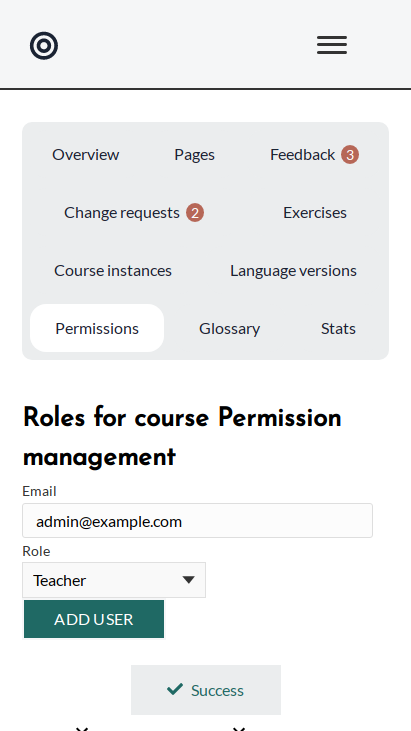 Overview Pages Feedback 3
Change requests 2 Exercises
Course instances Language versions
Permissions Glossary Stats
Roles for course Permission
management
Email
admin@example.com
Role
Teacher
ADD USER
Success